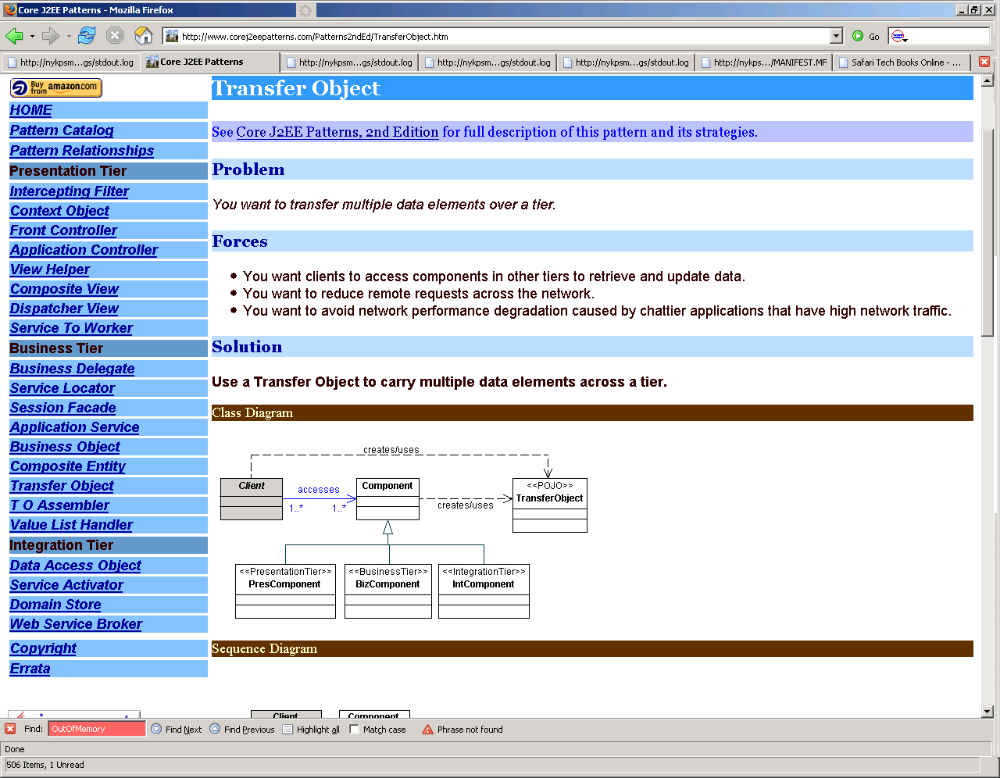 Core J2EE Patterns - Mozilla Firefox
http://www.corej2eepatterns.com/Patterns2ndEd/TransferObject.htm
Go
http://nykpsm...gs/stdout.log
Core J2EE Patterns
http://nykpsm...gs/stdout.log
http://nykpsm...gs/stdout.log
http://nykpsm...gs/stdout.log
http://nykps.../MANIFEST.MF
Safari Tech Books Online - ...
Buy from amazon.com
HOME
Pattern Catalog
Pattern Relationships
Presentation Tier
Intercepting Filter
Context Object
Front Controller
Application Controller
View Helper
Composite View
Dispatcher View
Service To Worker
Business Tier
Business Delegate
Service Locator
Session Facade
Application Service
Business Object
Composite Entity
Transfer Object
T O Assembler
Value List Handler
Integration Tier
Data Access Object
Service Activator
Domain Store
Web Service Broker
Copyright
Errata
Transfer Object
See Core J2EE Patterns, 2nd Edition for full description of this pattern and its strategies.
Problem
You want to transfer multiple data elements over a tier.
Forces
• You want clients to access components in other tiers to retrieve and update data.
• You want to reduce remote requests across the network.
• You want to avoid network performance degradation caused by chattier applications that have high network traffic.
Solution
Use a Transfer Object to carry multiple data elements across a tier.
Class Diagram
creates/uses
Client
accesses
1..*
1..*
Component
creates/uses
<<POJO>>
TransferObject
<<PresentationTier>>
PresComponent
<<BusinessTier>>
BizComponent
<<IntegrationTier>>
IntComponent
Sequence Diagram
Client
Component
Find: OutOfMemory Find Next Find Previous Highlight all Match case Phrase not found
Done
506 Items, 1 Unread